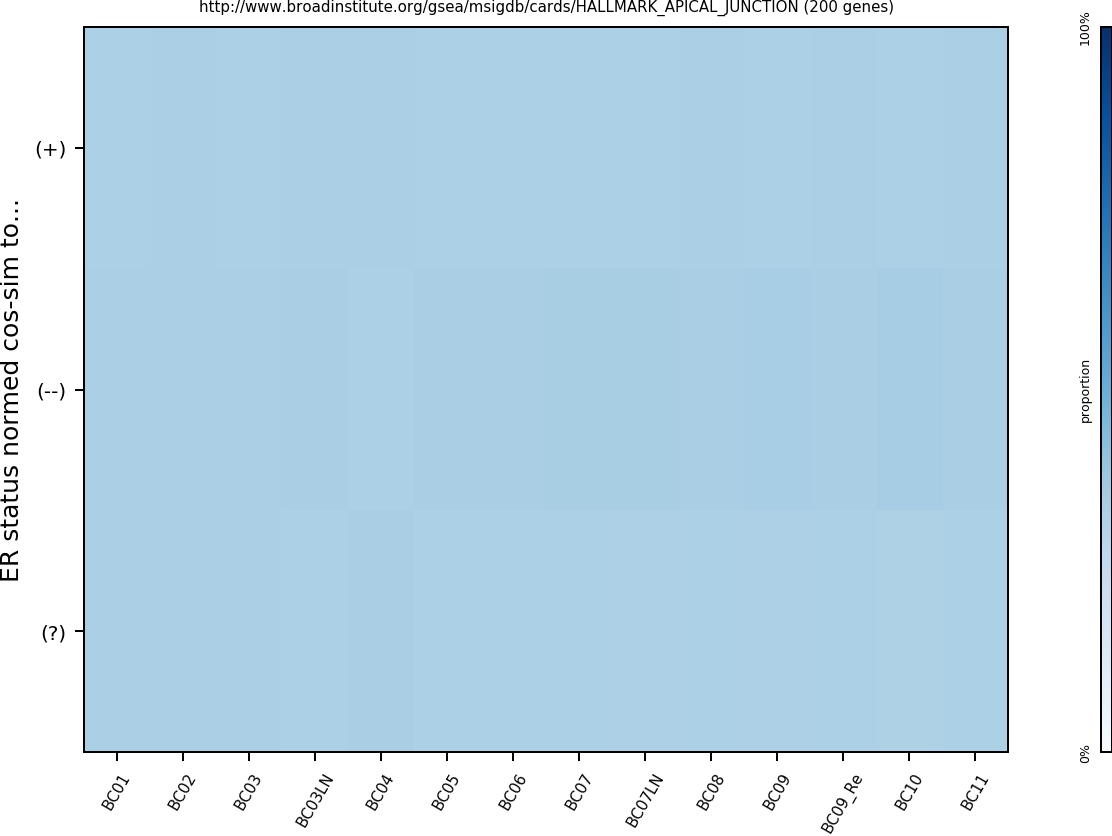 http://www.broadinstitute.org/gsea/msigdb/cards/HALLMARK_APICAL_JUNCTION (200 genes)
ER status normed cos-sim to...
(+)
(--)
(?)
BC01
BC02
BC03
BC03LN
BC04
BC05
BC06
BC07
BC07LN
BC08
BC09
BC09_Re
BC10
BC11
100%
proportion
0%